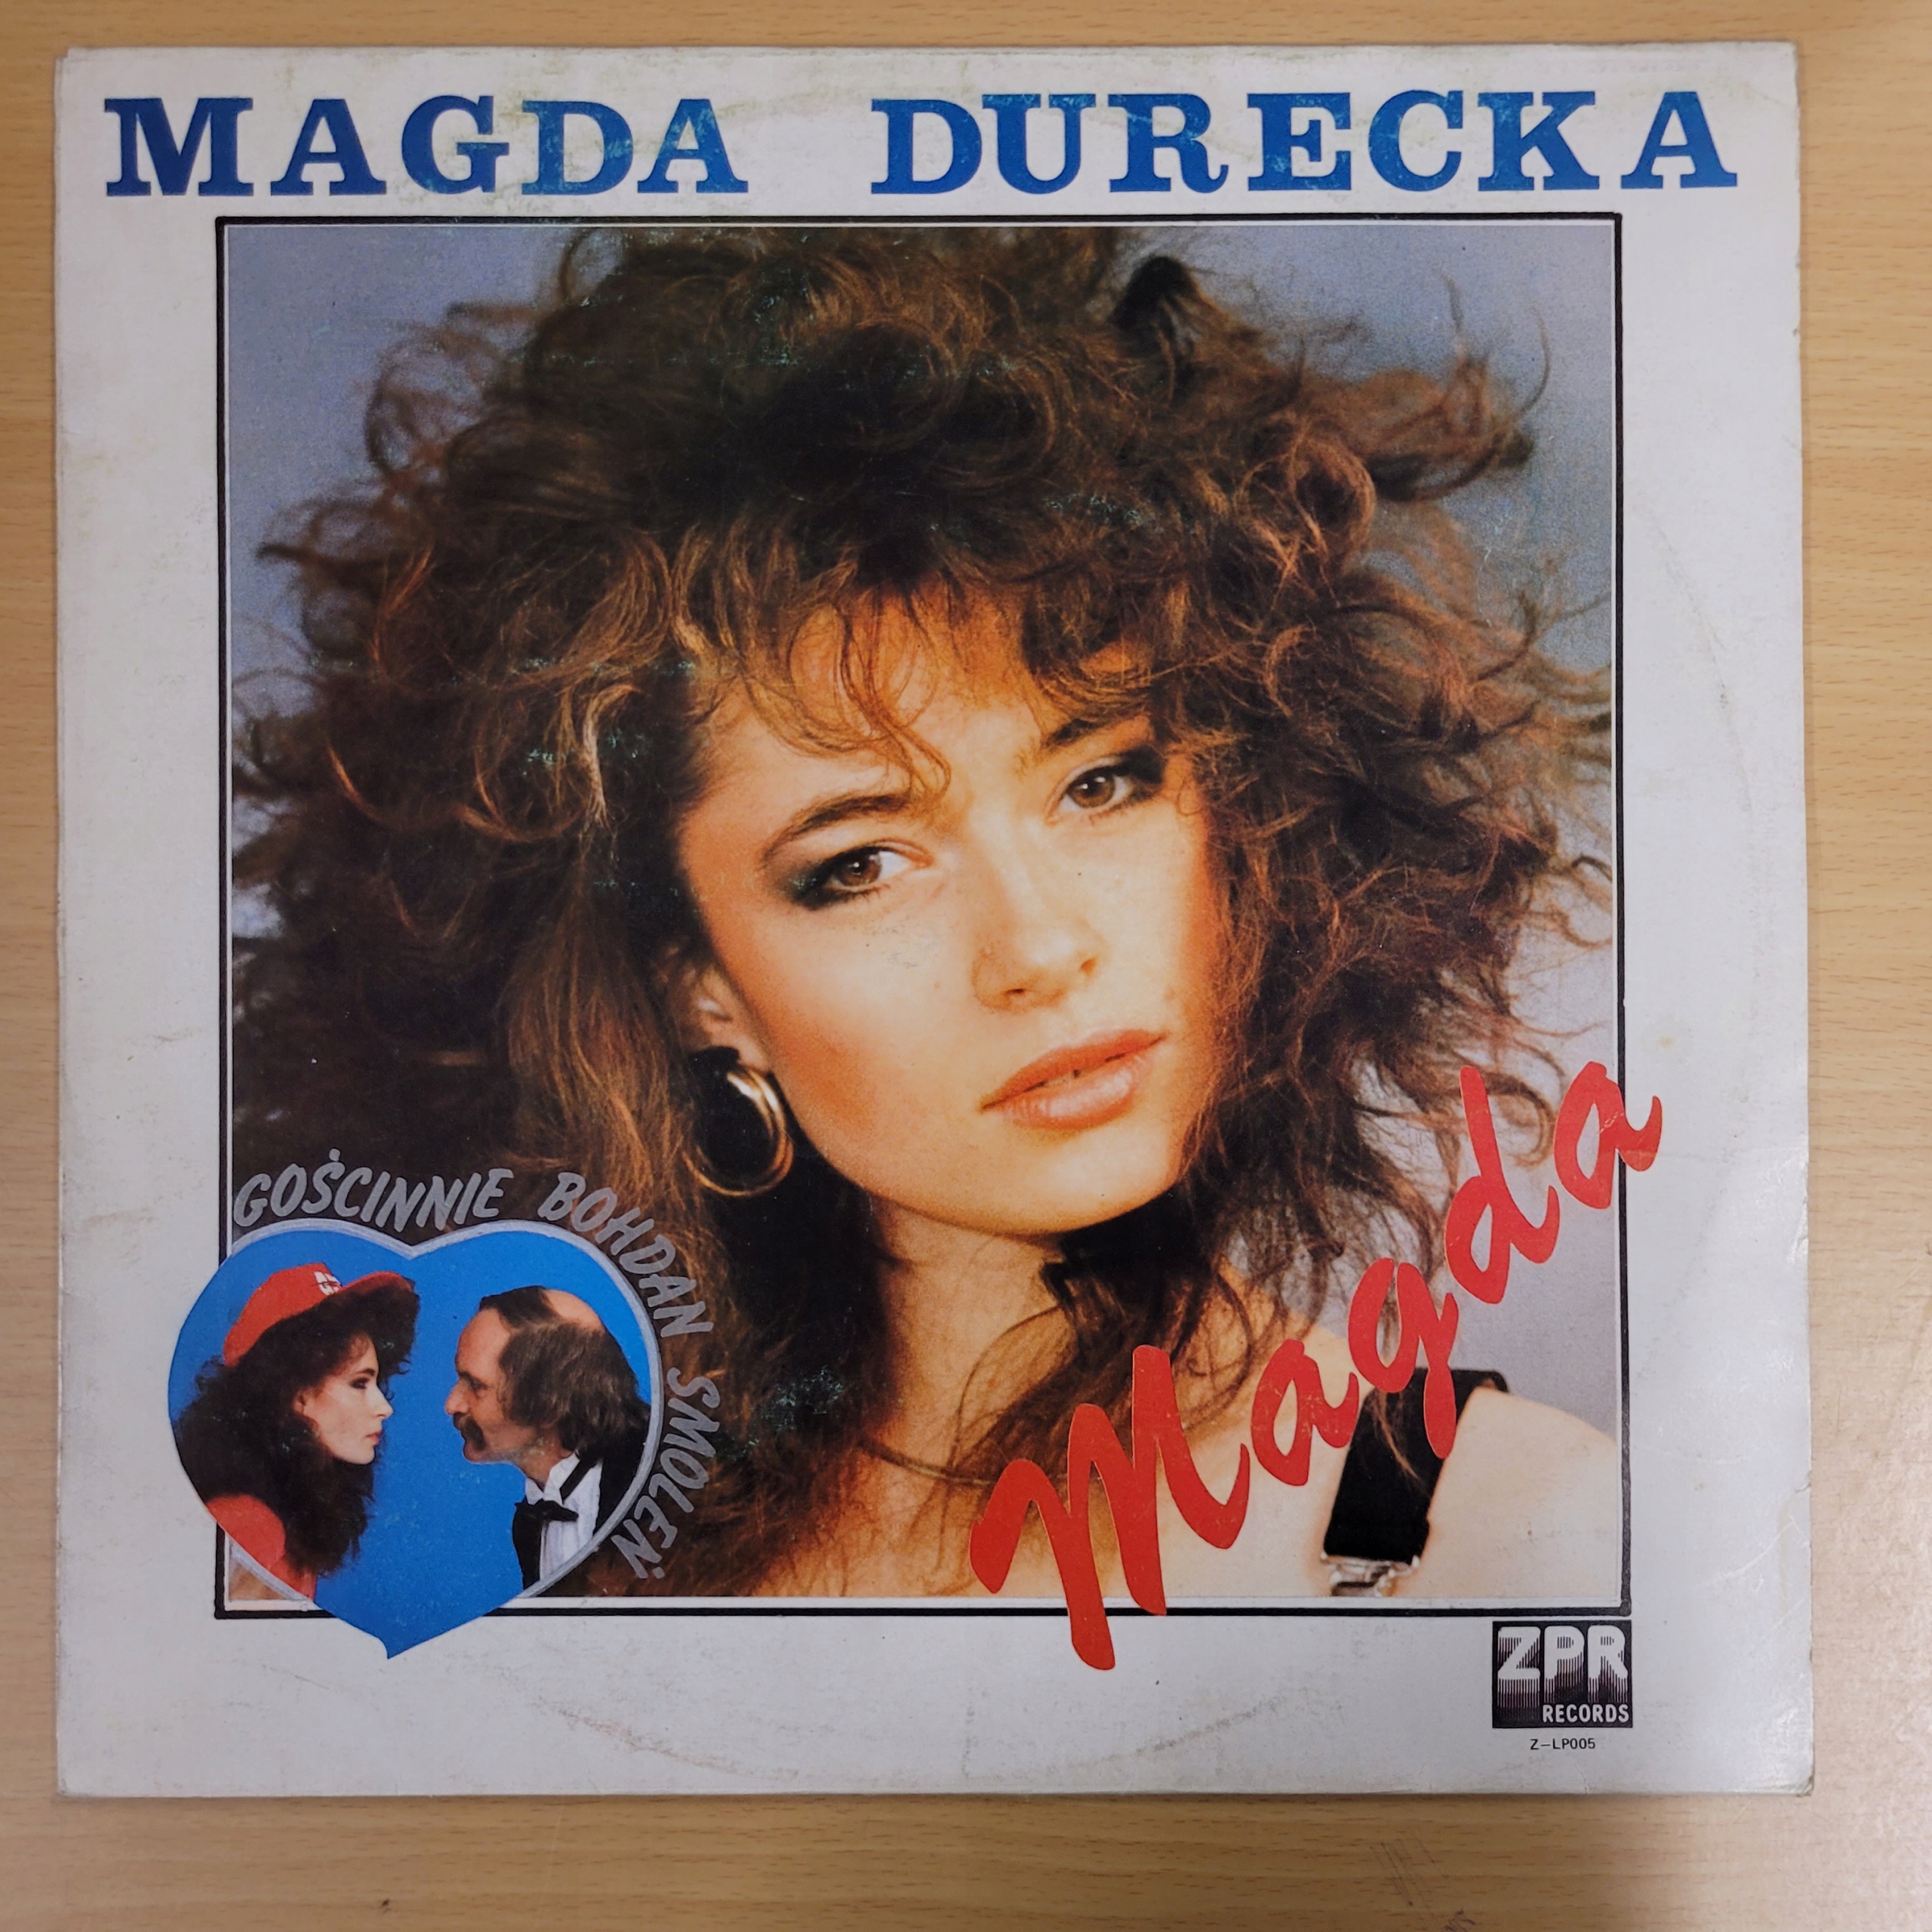 MAGDA DURECKA
GOŚCINNIE BOHDAN SMOLEŃ
Magda
ZPR
RECORDS
Z-LP005